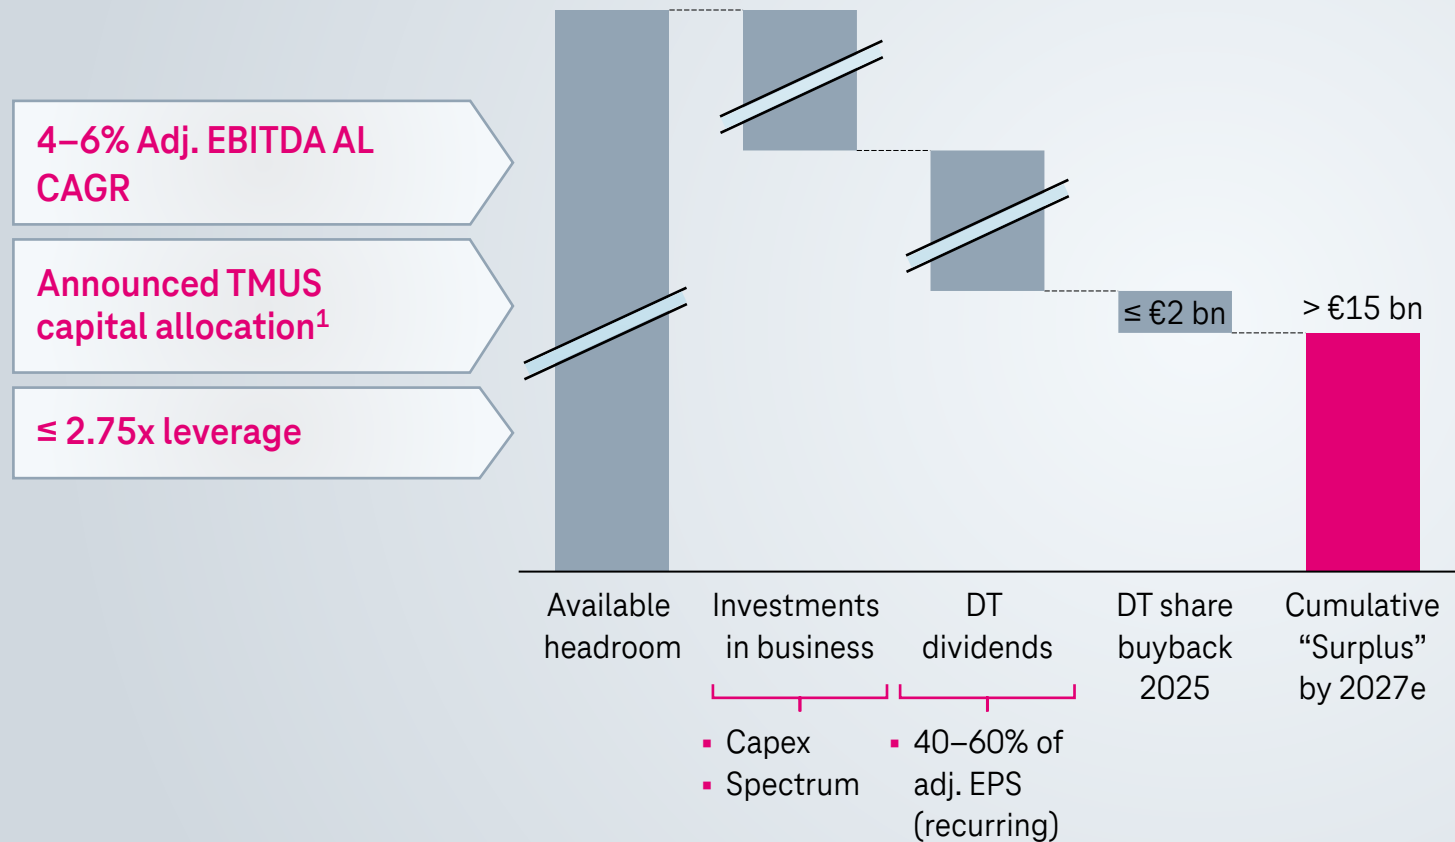 4–6% Adj. EBITDA AL
CAGR
Announced TMUS
capital allocation¹
≤ 2.75x leverage
≤ €2 bn
> €15 bn
Available
headroom
Investments
in business
DT
dividends
DT share
buyback
2025
Cumulative
“Surplus”
by 2027e
▪ Capex
▪ Spectrum
▪ 40–60% of
adj. EPS
(recurring)